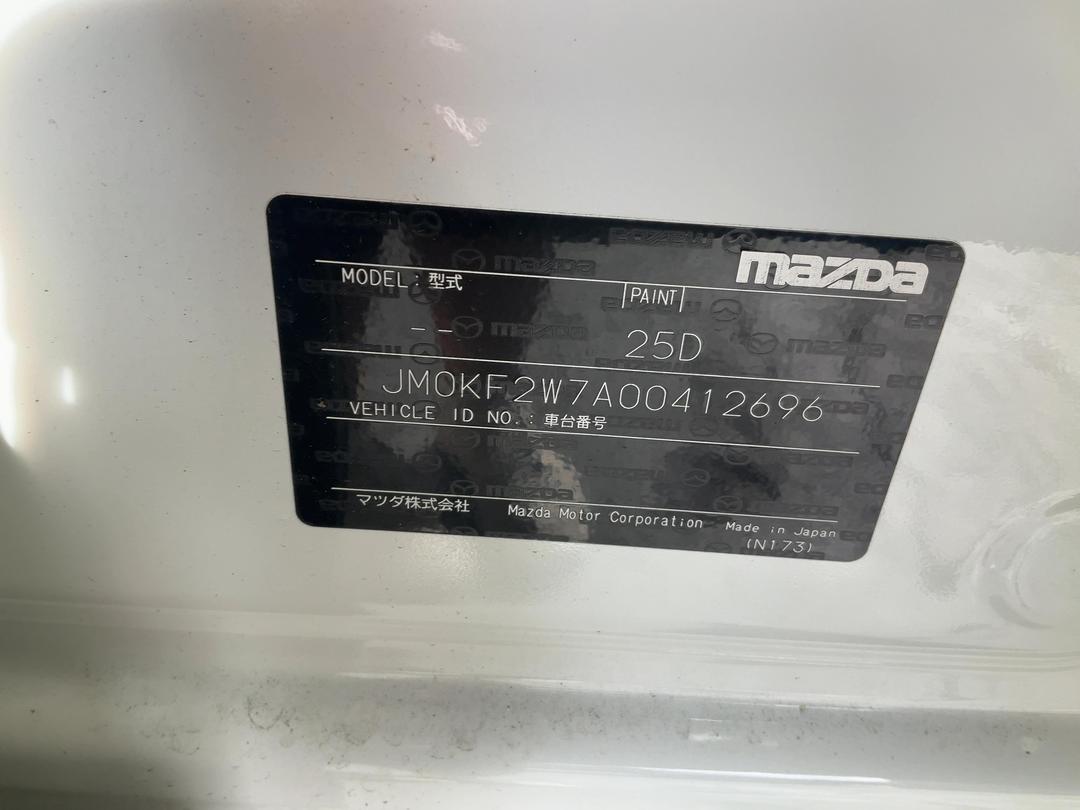 mazda
MODEL : 型式
PAINT
--
25D
JM0KF2W7A00412696
VEHICLE ID NO. : 車台番号
マツダ株式会社 Mazda Motor Corporation Made in Japan
(N173)